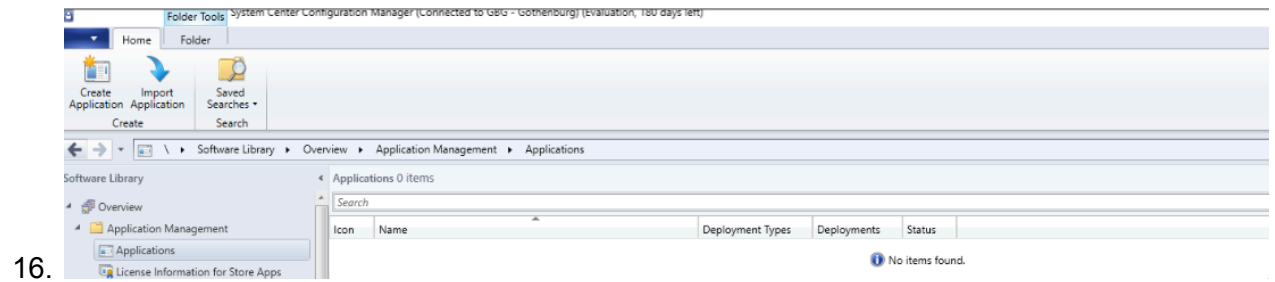 Folder Tools System Center Configuration Manager (Connected to GBG - Gothenburg) (Evaluation, 180 days left)
Home Folder
Create Application Import Application Saved Searches
Create Search
\ Software Library Overview Application Management Applications
Software Library Applications 0 items
Overview Search
Application Management Icon Name Deployment Types Deployments Status
Applications No items found.
16. License Information for Store Apps